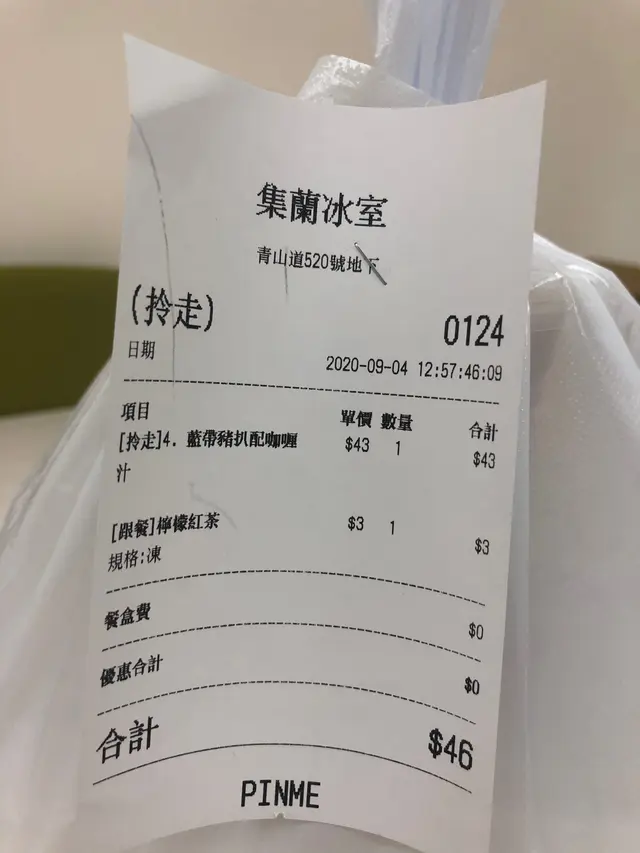 集蘭冰室
青山道520號地下
(拎走)
0124
日期
2020-09-04 12:57:46:09
項目 單價 數量 合計
[拎走]4. 藍帶豬扒配咖喱 $43 1 $43
汁
[跟餐]檸檬紅茶 $3 1 $3
規格:凍
餐盒費 $0
優惠合計 $0
合計 $46
PINME